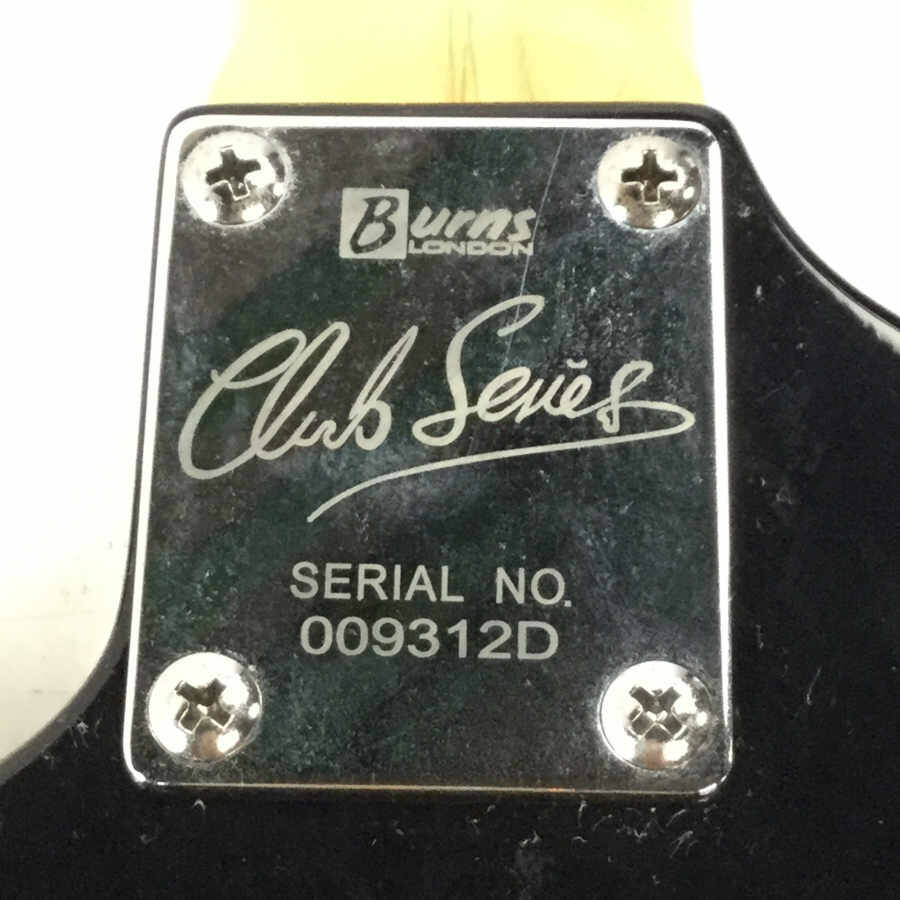 Burns
LONDON
Club Series
SERIAL NO.
009312D